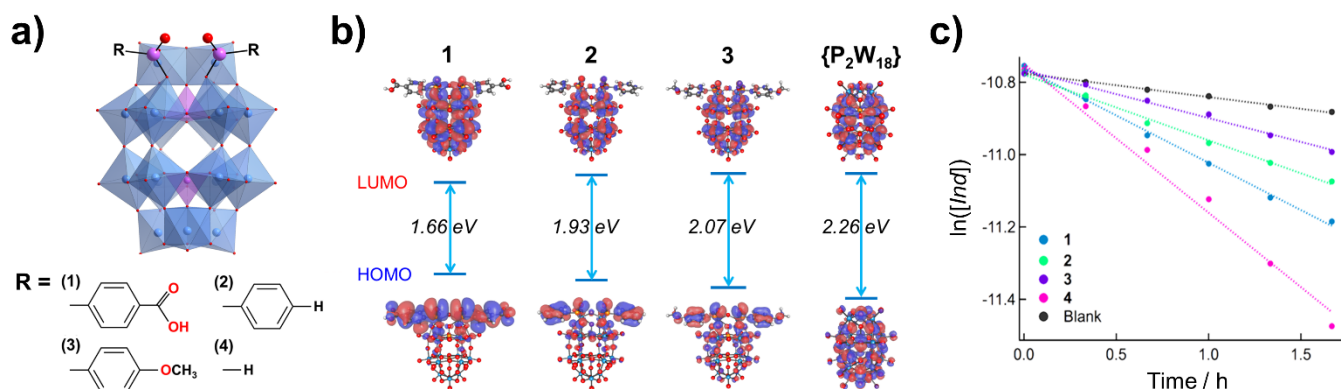 a)
R
R
R =
(1)
O
OH
(2)
H
(3)
OCH₃
(4)
H
b)
1
2
3
{P₂W₁₈}
LUMO
1.66 eV
1.93 eV
2.07 eV
2.26 eV
HOMO
c)
ln([Ind])
-10.8
-11.0
-11.2
-11.4
1
2
3
4
Blank
0.0
0.5
1.0
1.5
Time / h